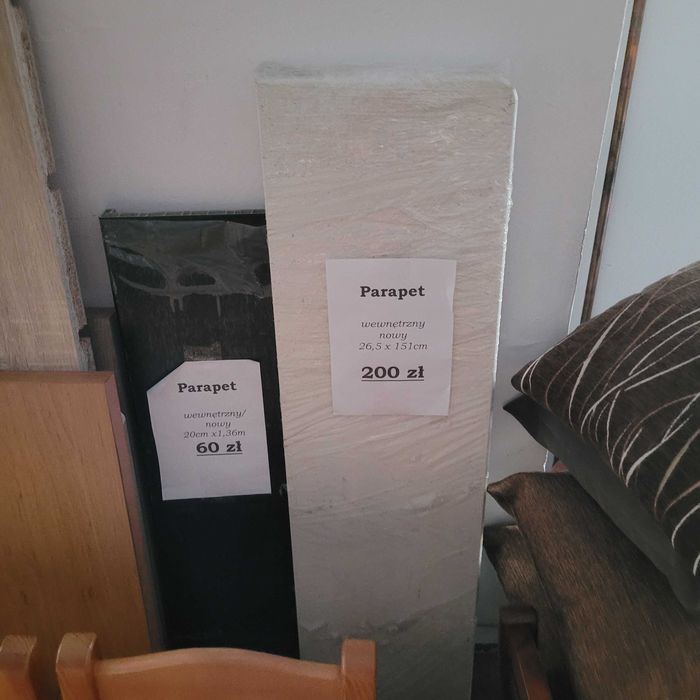 Parapet
wewnętrzny/
nowy
20cm x1,36m
60 zł
Parapet
wewnętrzny
nowy
26,5 x 151cm
200 zł